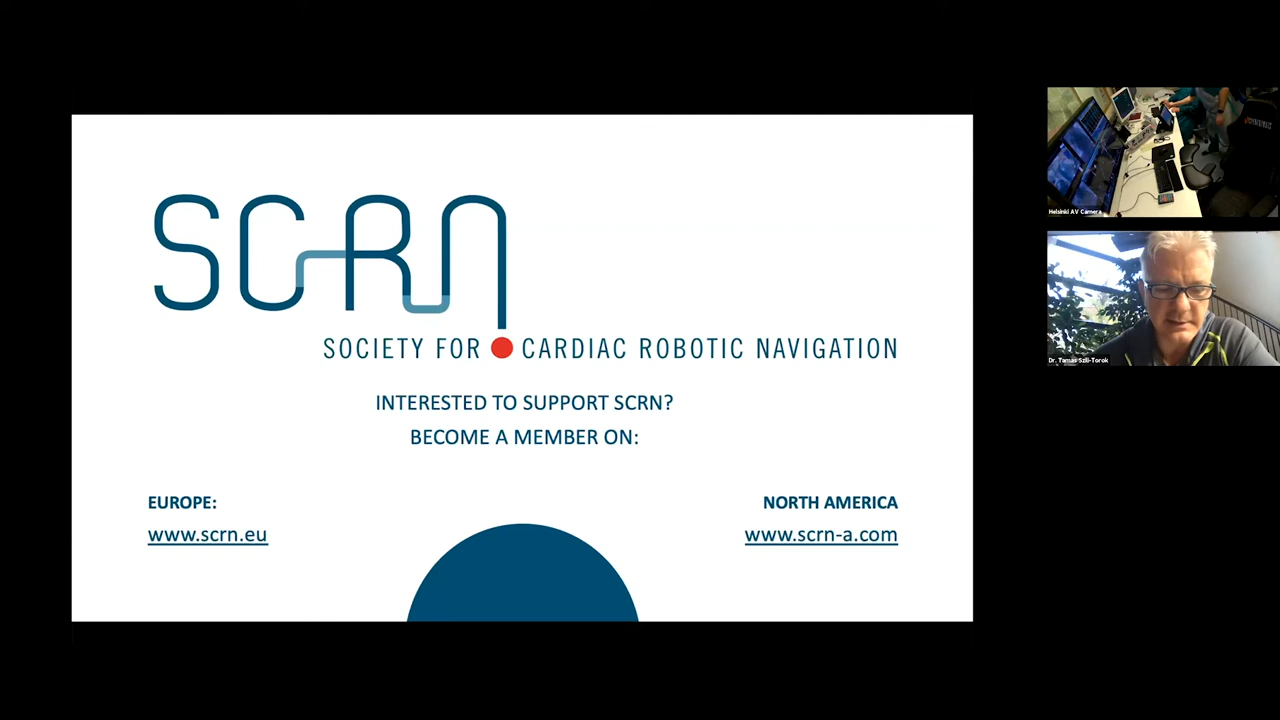 SCRN
SOCIETY FOR CARDIAC ROBOTIC NAVIGATION
INTERESTED TO SUPPORT SCRN?
BECOME A MEMBER ON:
EUROPE:
www.scrn.eu
NORTH AMERICA
www.scrn-a.com
Helsinki AV Camera
Dr. Tamas Szili-Torok